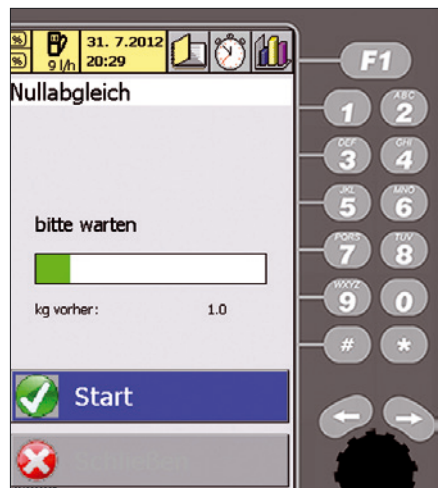 %
%
9 l/h
31. 7.2012
20:29
Nullabgleich
bitte warten
kg vorher:
1.0
Start
Schließen
F1
1
ABC
2
DEF
3
GHI
4
JKL
5
MNO
6
PQRS
7
TUV
8
WXYZ
9
0
#
*